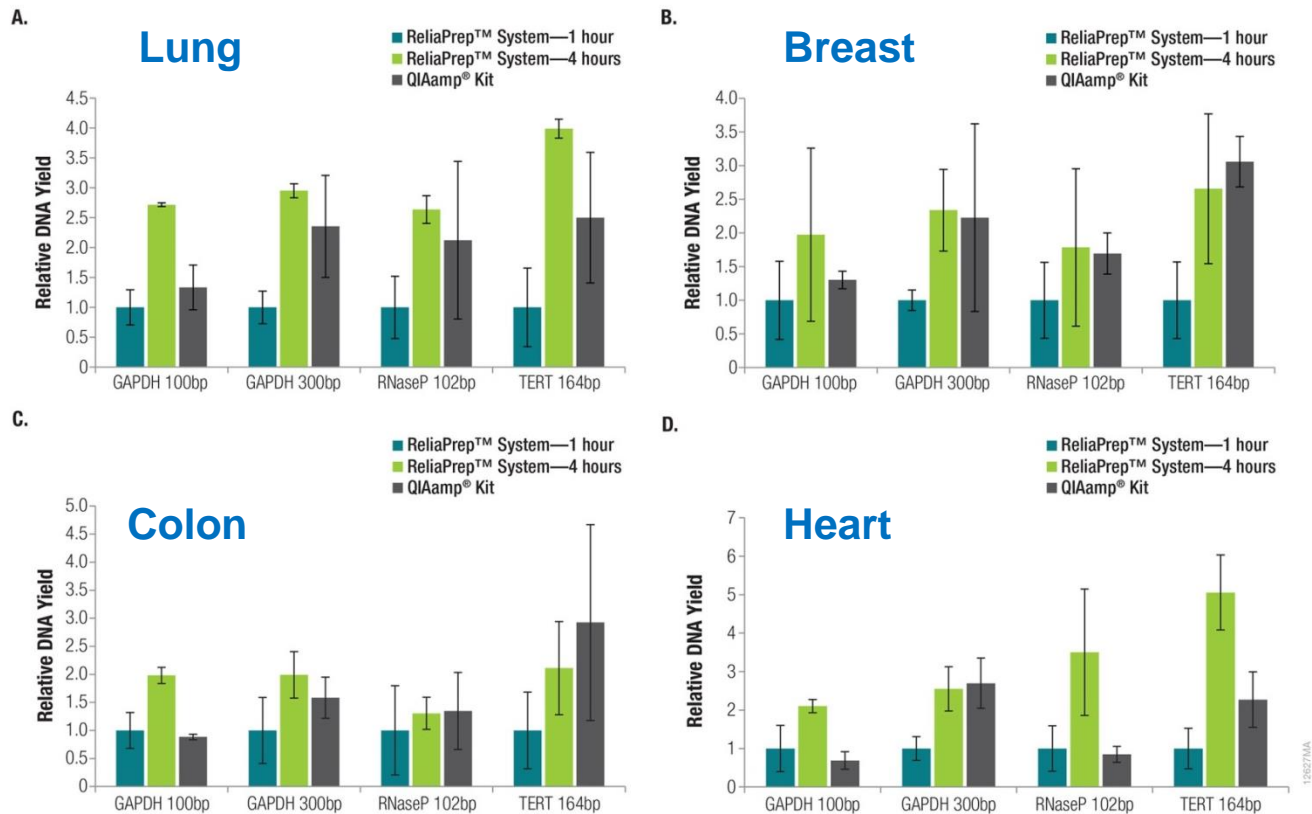 A.
Lung
ReliaPrep™ System—1 hour
ReliaPrep™ System—4 hours
QIAamp® Kit
Relative DNA Yield
4.5
4.0
3.5
3.0
2.5
2.0
1.5
1.0
0.5
0
GAPDH 100bp
GAPDH 300bp
RNaseP 102bp
TERT 164bp
B.
Breast
ReliaPrep™ System—1 hour
ReliaPrep™ System—4 hours
QIAamp® Kit
Relative DNA Yield
4.0
3.5
3.0
2.5
2.0
1.5
1.0
0.5
0
GAPDH 100bp
GAPDH 300bp
RNaseP 102bp
TERT 164bp
C.
Colon
ReliaPrep™ System—1 hour
ReliaPrep™ System—4 hours
QIAamp® Kit
Relative DNA Yield
5.0
4.5
4.0
3.5
3.0
2.5
2.0
1.5
1.0
0.5
0
GAPDH 100bp
GAPDH 300bp
RNaseP 102bp
TERT 164bp
D.
Heart
ReliaPrep™ System—1 hour
ReliaPrep™ System—4 hours
QIAamp® Kit
Relative DNA Yield
7
6
5
4
3
2
1
0
GAPDH 100bp
GAPDH 300bp
RNaseP 102bp
TERT 164bp
12627MA